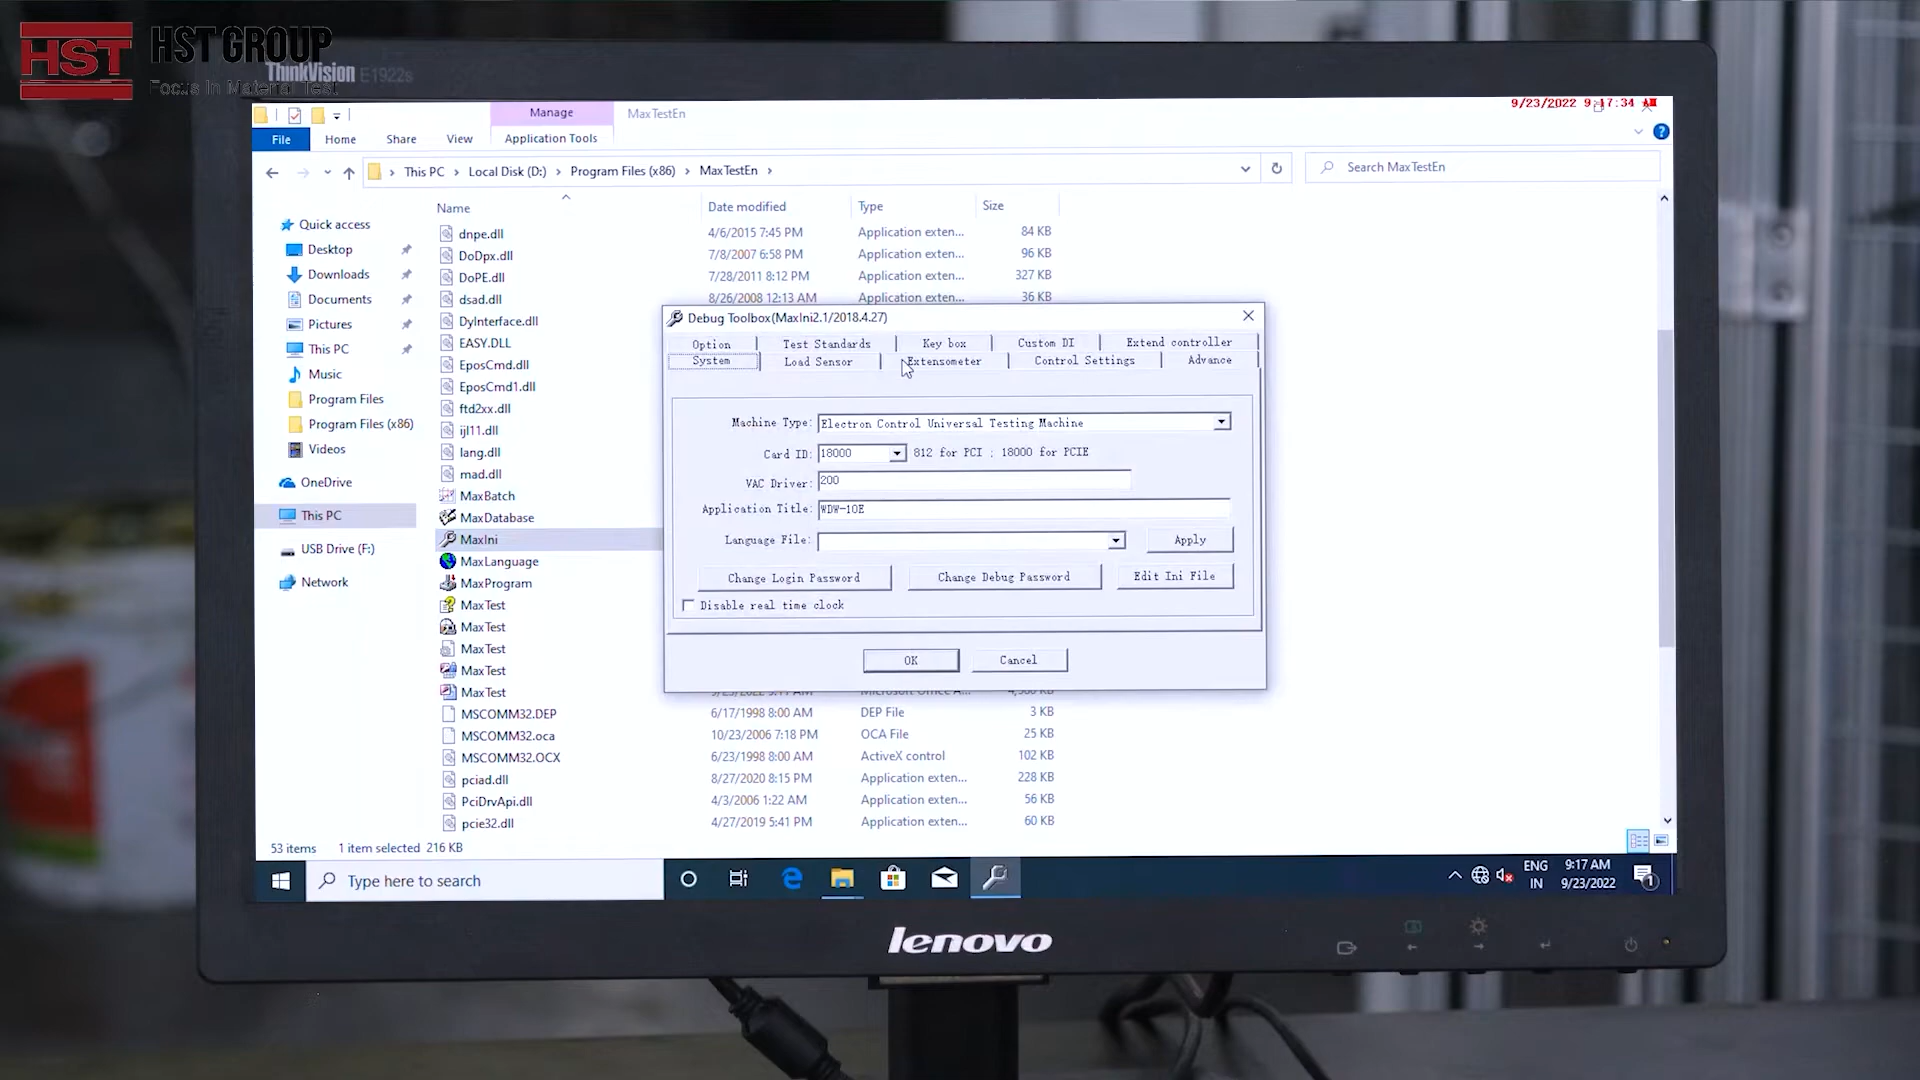 HST HST GROUP
Focus In Material Test
ThinkVision E1922s
9/23/2022 9:17:34 AM
Manage MaxTestEn
File Home Share View Application Tools
This PC Local Disk (D:) Program Files (x86) MaxTestEn Search MaxTestEn
Name Date modified Type Size
Quick access
Desktop
Downloads
Documents
Pictures
This PC
Music
Program Files
Program Files (x86)
Videos
OneDrive
This PC
USB Drive (F:)
Network
dnpe.dll 4/6/2015 7:45 PM Application exten... 84 KB
DoDpx.dll 7/8/2007 6:58 PM Application exten... 96 KB
DoPE.dll 7/28/2011 8:12 PM Application exten... 327 KB
dsad.dll 8/26/2008 12:13 AM Application exten... 36 KB
DyInterface.dll
EASY.DLL
EposCmd.dll
EposCmd1.dll
ftd2xx.dll
ijl11.dll
lang.dll
mad.dll
MaxBatch
MaxDatabase
MaxIni
MaxLanguage
MaxProgram
MaxTest
MaxTest
MaxTest
MaxTest
MaxTest
MSCOMM32.DEP 6/17/1998 8:00 AM DEP File 3 KB
MSCOMM32.oca 10/23/2006 7:18 PM OCA File 25 KB
MSCOMM32.OCX 6/23/1998 8:00 AM ActiveX control 102 KB
pciad.dll 8/27/2020 8:15 PM Application exten... 228 KB
PciDrvApi.dll 4/3/2006 1:22 AM Application exten... 56 KB
pcie32.dll 4/27/2019 5:41 PM Application exten... 60 KB
Debug Toolbox(MaxIni2.1/2018.4.27)
Option Test Standards Key box Custom DI Extend controller
System Load Sensor Extensometer Control Settings Advance
Machine Type: Electron Control Universal Testing Machine
Card ID: 18000 812 for PCI ; 18000 for PCIE
VAC Driver: 200
Application Title: WDW-10E
Language File: Apply
Change Login Password Change Debug Password Edit Ini File
Disable real time clock
OK Cancel
53 items 1 item selected 216 KB
Type here to search
ENG
IN
9:17 AM
9/23/2022
1
lenovo